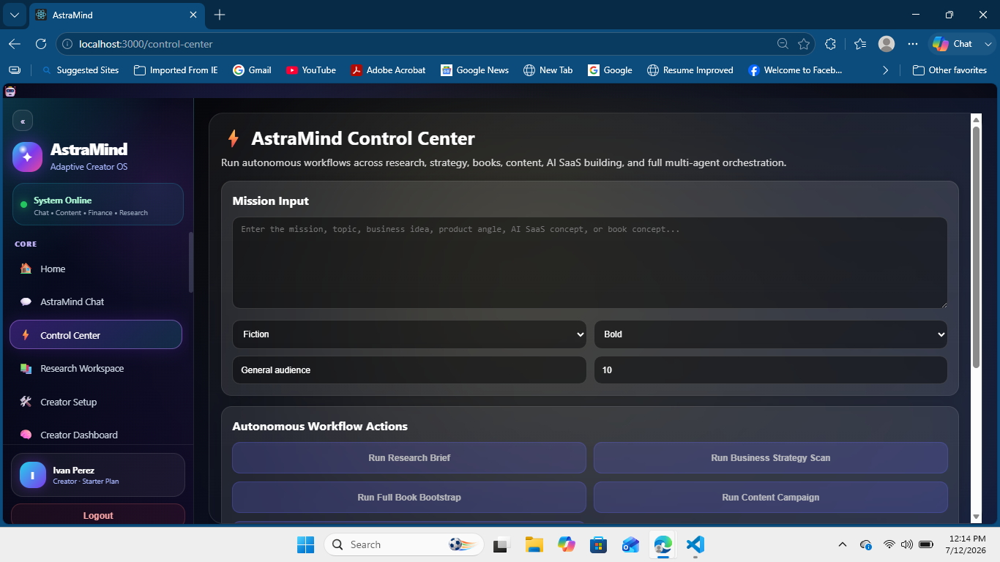 AstraMind
localhost:3000/control-center
Chat
Suggested Sites
Imported From IE
Gmail
YouTube
Adobe Acrobat
Google News
New Tab
Google
Resume Improved
Welcome to Faceb...
Other favorites
«
AstraMind
Adaptive Creator OS
System Online
Chat • Content • Finance • Research
CORE
Home
AstraMind Chat
Control Center
Research Workspace
Creator Setup
Creator Dashboard
I
Ivan Perez
Creator · Starter Plan
Logout
AstraMind Control Center
Run autonomous workflows across research, strategy, books, content, AI SaaS building, and full multi-agent orchestration.
Mission Input
Enter the mission, topic, business idea, product angle, AI SaaS concept, or book concept...
Fiction
Bold
General audience
10
Autonomous Workflow Actions
Run Research Brief
Run Business Strategy Scan
Run Full Book Bootstrap
Run Content Campaign
Search
12:14 PM
7/12/2026